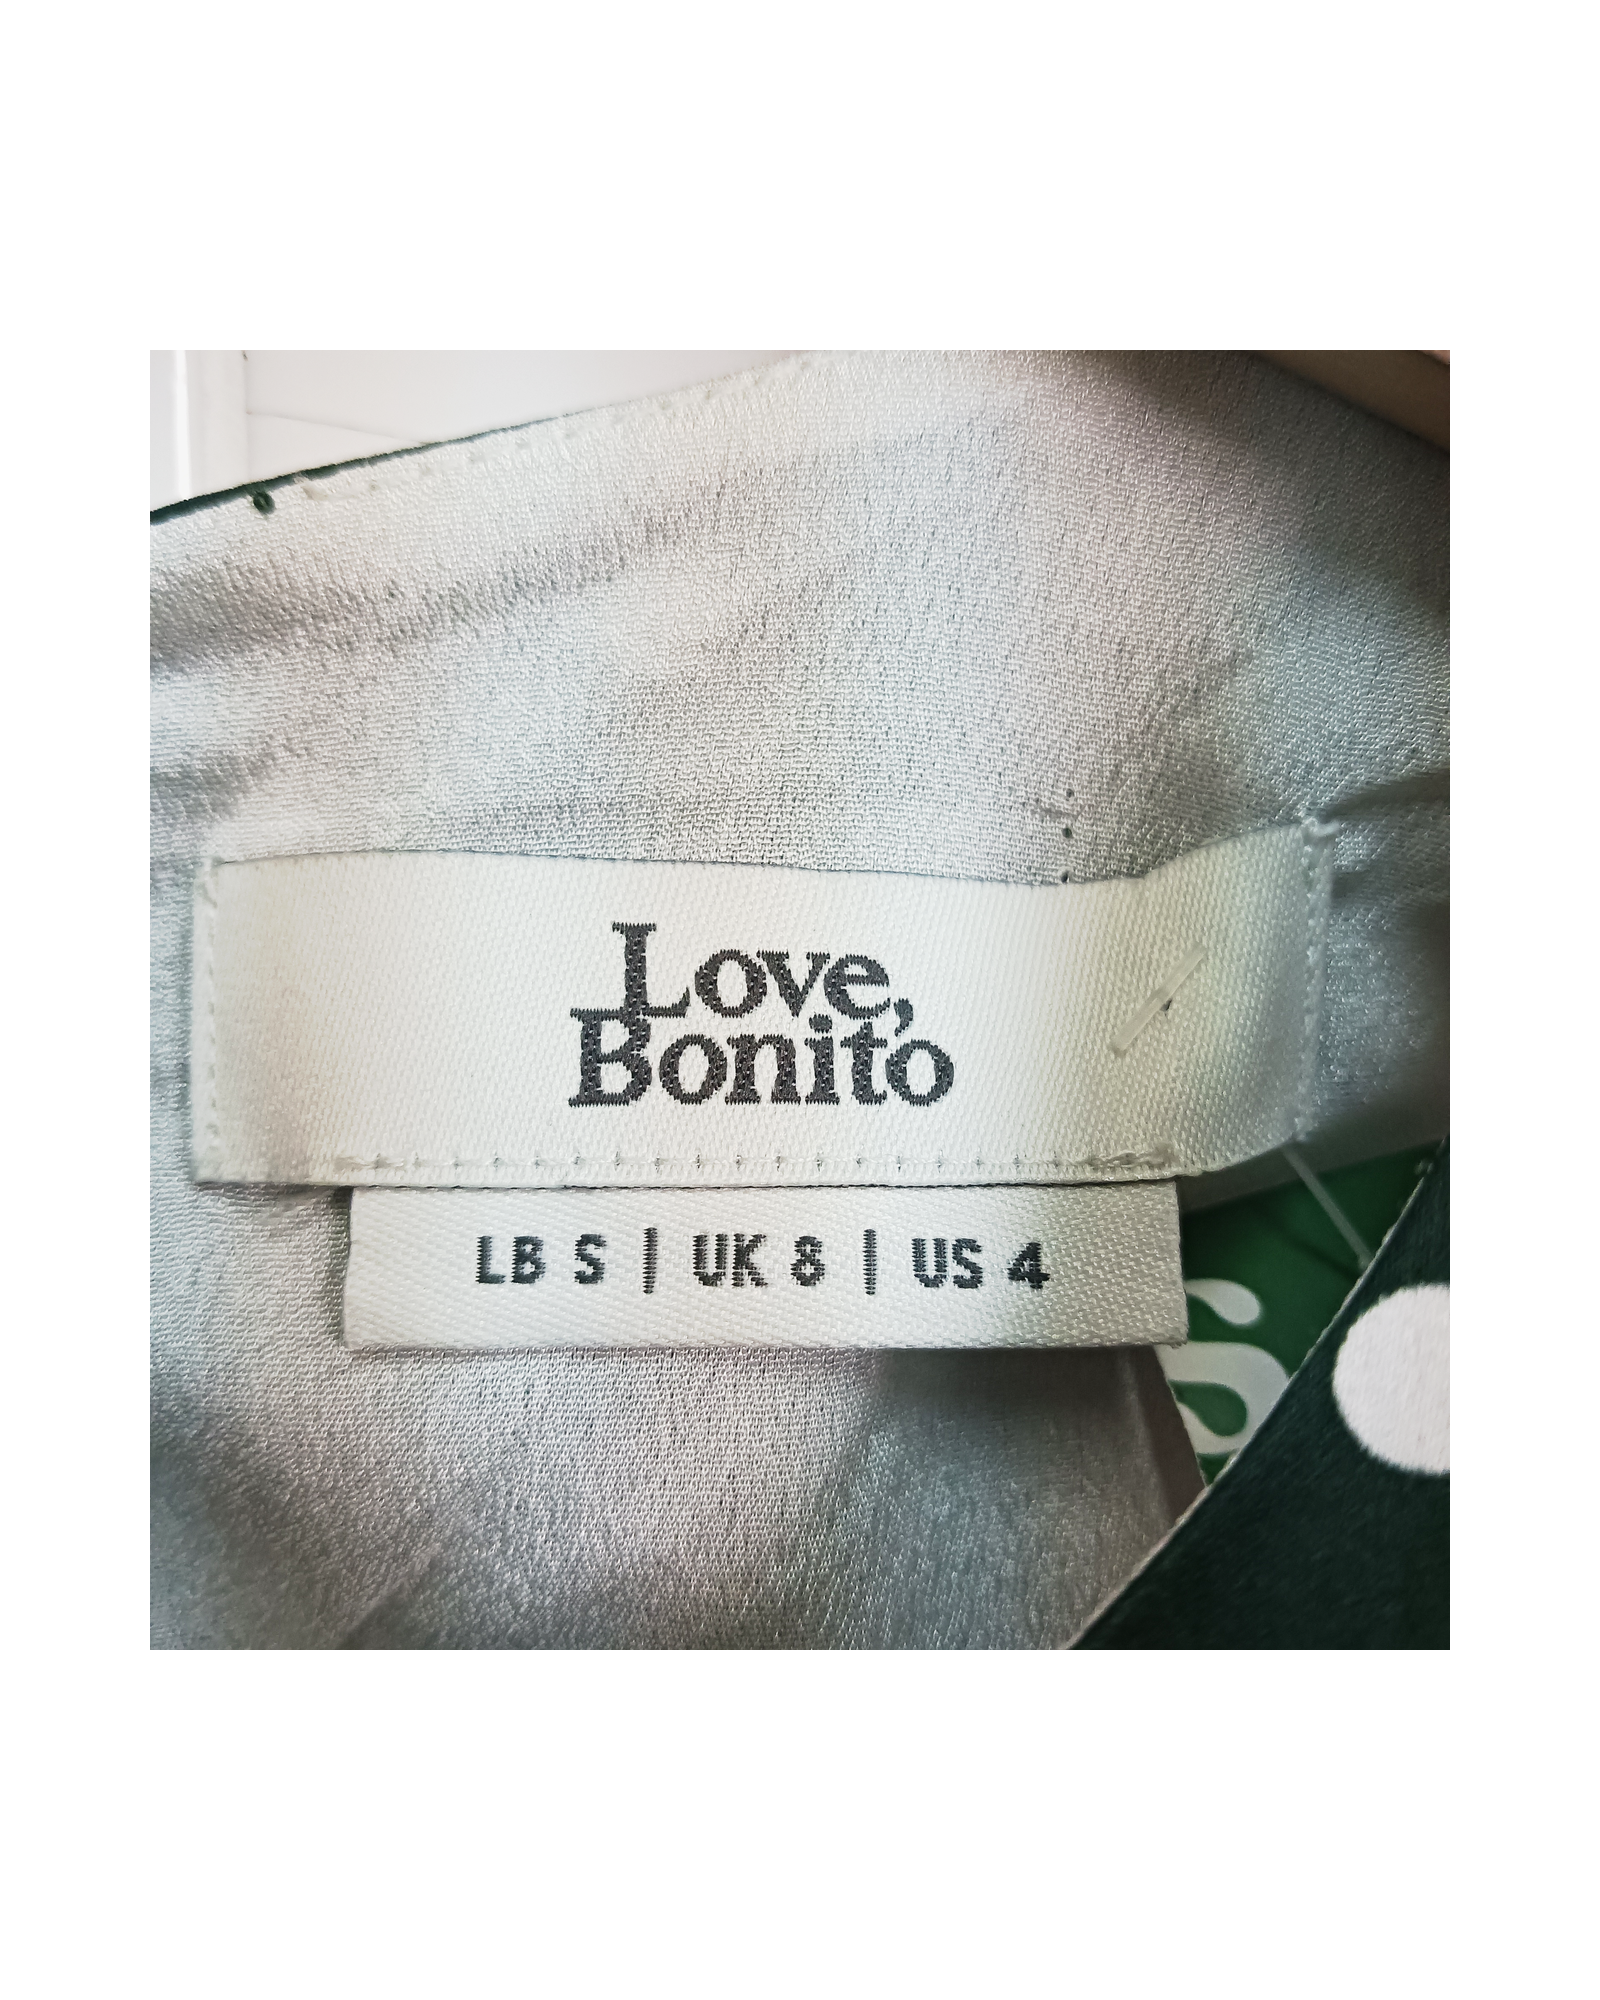 Love,
Bonito
LB S | UK 8 | US 4